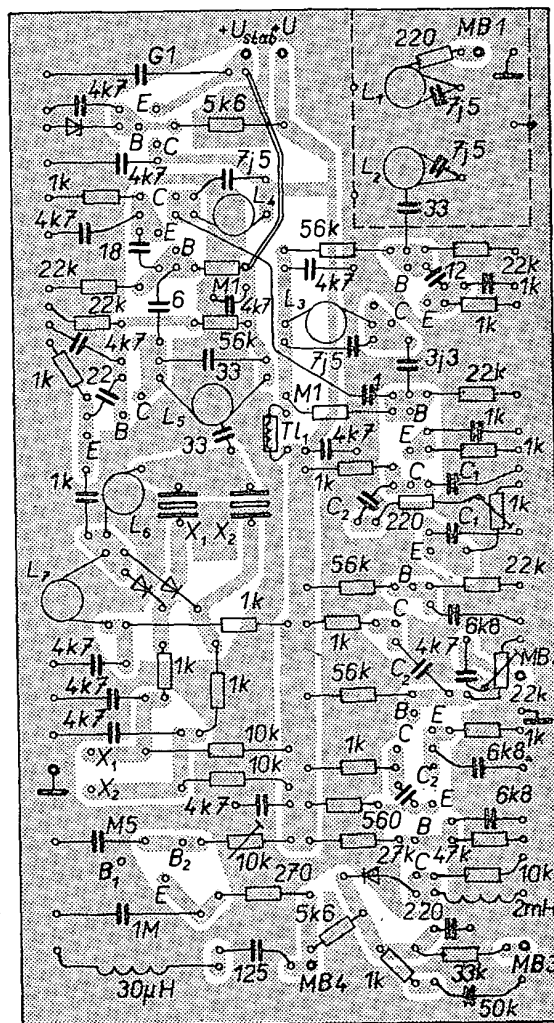 +U stab +U
220 MB1
G1
4k7 E 5k6 L1 7j5
B C
4k7 7j5 L2 7j5
1k C L4
4k7 E 33
18 B 56k 22k
22k M1 4k7 B 12 1k
22k 6 4k7 L3 C E 1k
4k7 56k 7j5
1k 33 3j3
22 C L5 M1 1 22k
E B 33 Tl1 4k7 B 1k
E
1k 1k C C1
L6 X1 X2 C2 220 C1 1k
E
L7 56k B 22k
1k 1k C 6k8
4k7 1k 4k7 MB
4k7 1k 56k C2 22k
4k7 B E 1k
X1 10k 1k C 6k8
X2 10k C2
4k7 560 E 6k8
M5 B
B1 B2 10k 27k 47k
E 270 C 10k
1M 5k6 220 2mH
125 MB4 1k 33k MB3
30µH 50k